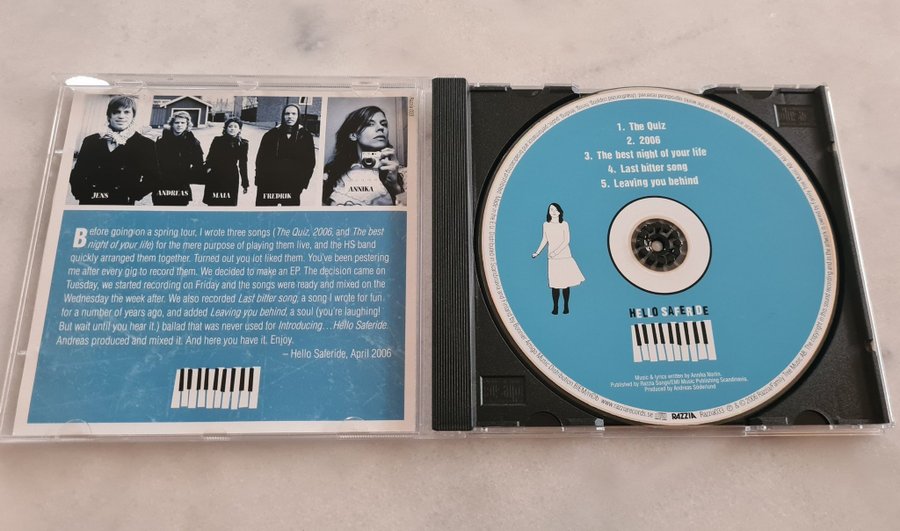 Razzia 033
JENS
ANDREAS
MAIA
FREDRIK
ANNIKA
Before going on a spring tour, I wrote three songs (The Quiz, 2006, and The best
night of your life) for the mere purpose of playing them live, and the HS band
quickly arranged them together. Turned out you lot liked them. You've been pestering
me after every gig to record them. We decided to make an EP. The decision came on
Tuesday, we started recording on Friday and the songs were ready and mixed on the
Wednesday the week after. We also recorded Last bitter song, a song I wrote for fun
for a number of years ago, and added Leaving you behind, a soul (you're laughing!
But wait until you hear it.) ballad that was never used for Introducing... Hello Saferide.
Andreas produced and mixed it. And here you have it. Enjoy.
– Hello Saferide, April 2006
1. The Quiz
2. 2006
3. The best night of your life
4. Last bitter song
5. Leaving you behind
HELLO SAFERIDE
Music & lyrics written by Annika Norlin.
Published by Razzia Songs/EMI Music Publishing Scandinavia.
Produced by Andreas Söderlund
www.razziarecords.se
RAZZIA
Razzia033